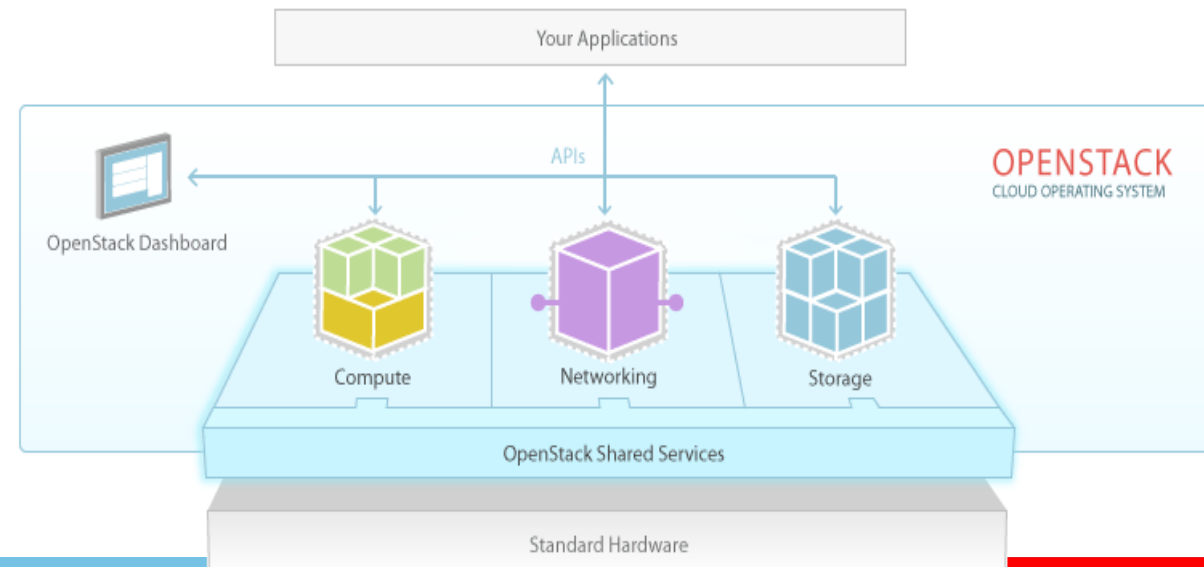 Your Applications
APIs
OPENSTACK
CLOUD OPERATING SYSTEM
OpenStack Dashboard
Compute
Networking
Storage
OpenStack Shared Services
Standard Hardware